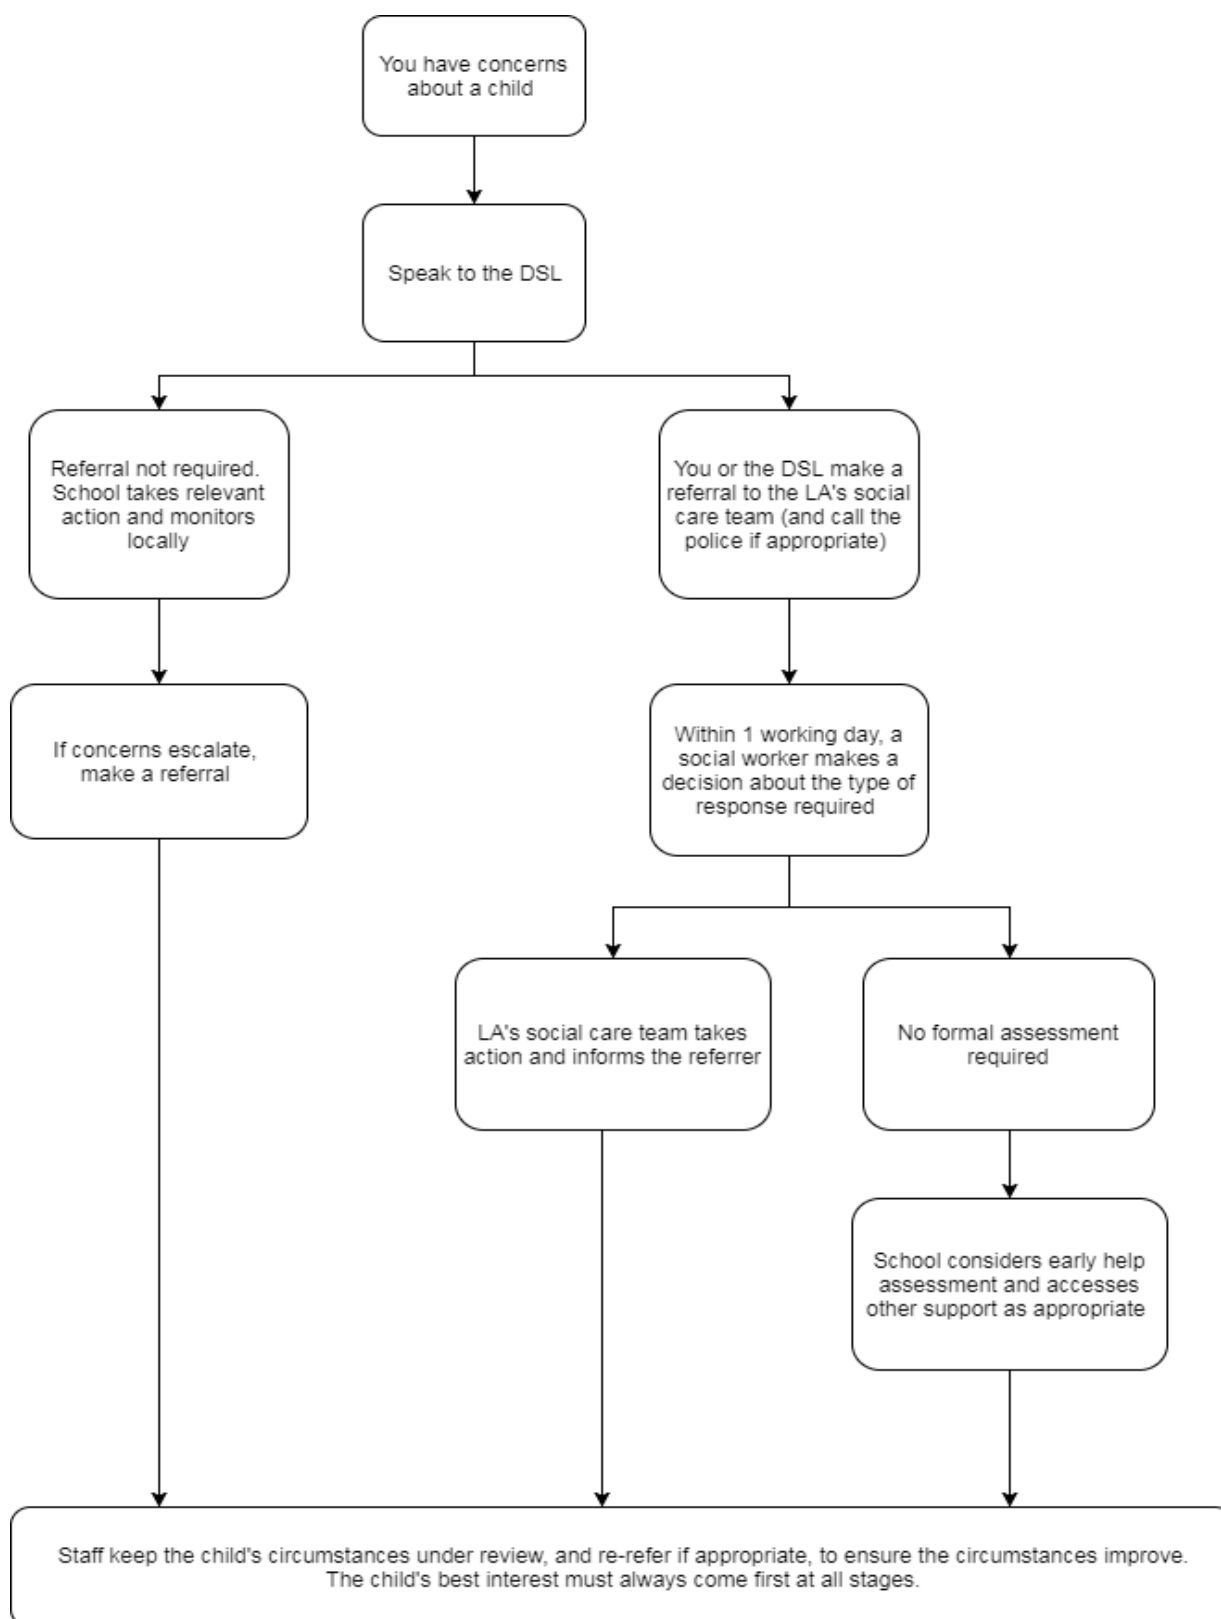 You have concerns
about a child
Speak to the DSL
Referral not required.
School takes relevant
action and monitors
locally
You or the DSL make a
referral to the LA's social
care team (and call the
police if appropriate)
If concerns escalate,
make a referral
Within 1 working day, a
social worker makes a
decision about the type of
response required
LA's social care team takes
action and informs the referrer
No formal assessment
required
School considers early help
assessment and accesses
other support as appropriate
Staff keep the child's circumstances under review, and re-refer if appropriate, to ensure the circumstances improve.
The child's best interest must always come first at all stages.